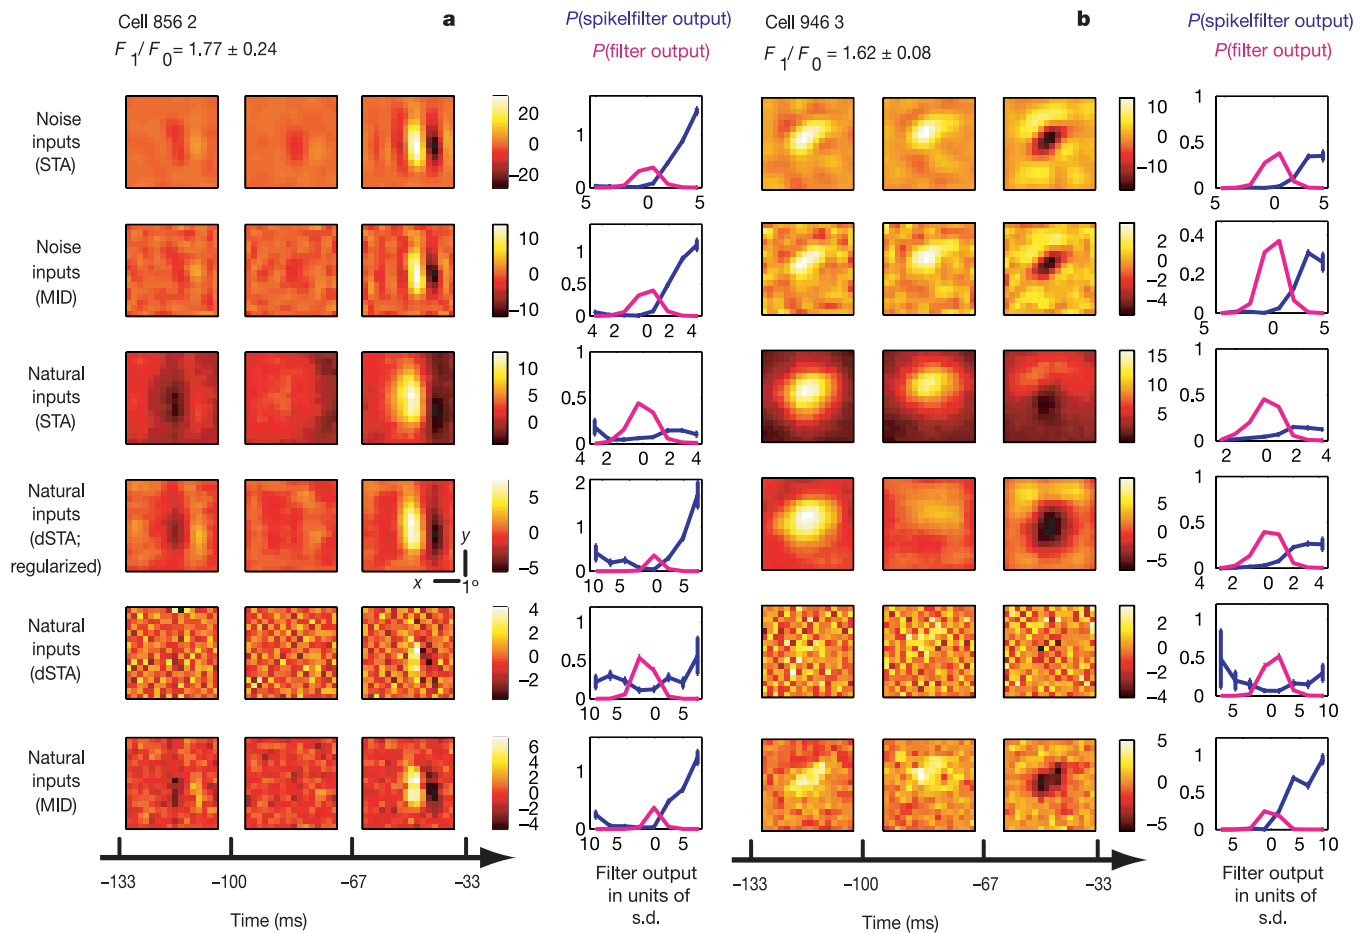 Cell 856 2
a
F1/F0 = 1.77 ± 0.24
P(spikelfilter output)
P(filter output)
Noise
inputs
(STA)
20
0
−20
1
0
5 0 5
Noise
inputs
(MID)
10
0
−10
1
0.5
0
4 2 0 2 4
Natural
inputs
(STA)
10
5
0
1
0.5
0
4 2 0 2 4
Natural
inputs
(dSTA;
regularized)
y
x
1°
5
0
−5
2
1
0
10 5 0 5
Natural
inputs
(dSTA)
4
2
0
−2
1
0.5
0
10 5 0 5
Natural
inputs
(MID)
6
4
2
0
−2
−4
1
0.5
0
10 5 0 5
−133 −100 −67 −33
Time (ms)
Filter output
in units of
s.d.
Cell 946 3
b
F1/F0 = 1.62 ± 0.08
P(spikelfilter output)
P(filter output)
10
0
−10
1
0.5
0
5 0 5
2
0
−2
−4
0.4
0.2
0
5 0 5
15
10
5
1
0.5
0
2 0 2 4
5
0
−5
1
0.5
0
4 2 0 2 4
2
0
−2
−4
1
0.5
0
5 0 5 10
5
0
−5
1
0.5
0
5 0 5 10
−133 −100 −67 −33
Time (ms)
Filter output
in units of
s.d.